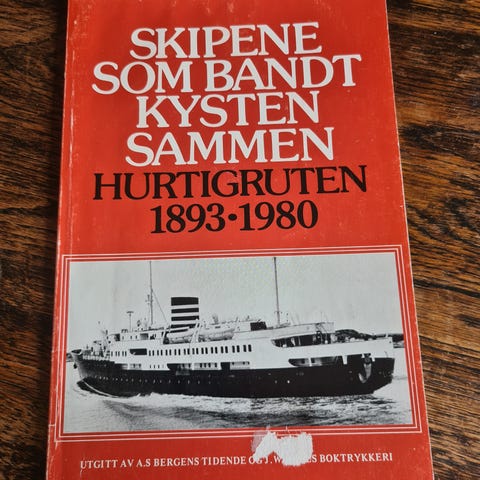 SKIPENE
SOM BANDT
KYSTEN
SAMMEN
HURTIGRUTEN
1893•1980
UTGITT AV A.S BERGENS TIDENDE OG J. BOKTRYKKERI